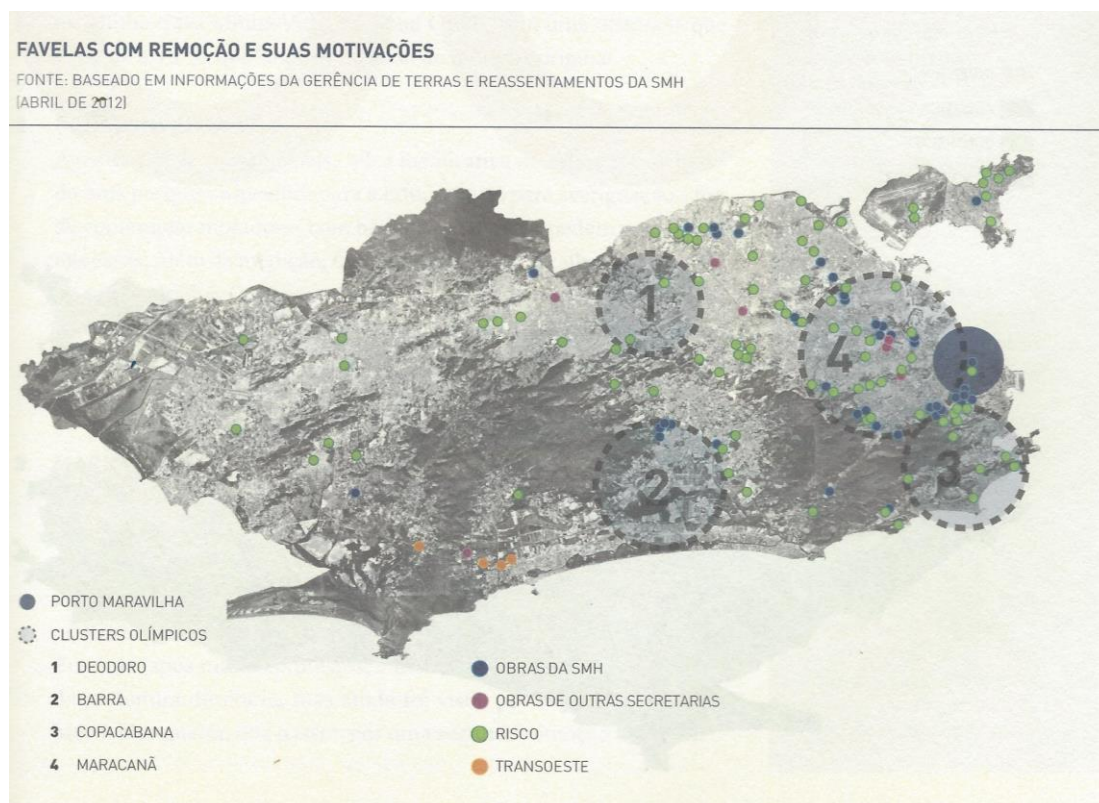 FAVELAS COM REMOÇÃO E SUAS MOTIVAÇÕES
FONTE: BASEADO EM INFORMAÇÕES DA GERÊNCIA DE TERRAS E REASSENTAMENTOS DA SMH
(ABRIL DE 2012)
1
4
2
3
PORTO MARAVILHA
CLUSTERS OLÍMPICOS
1 DEODORO
2 BARRA
3 COPACABANA
4 MARACANÃ
OBRAS DA SMH
OBRAS DE OUTRAS SECRETARIAS
RISCO
TRANSOESTE